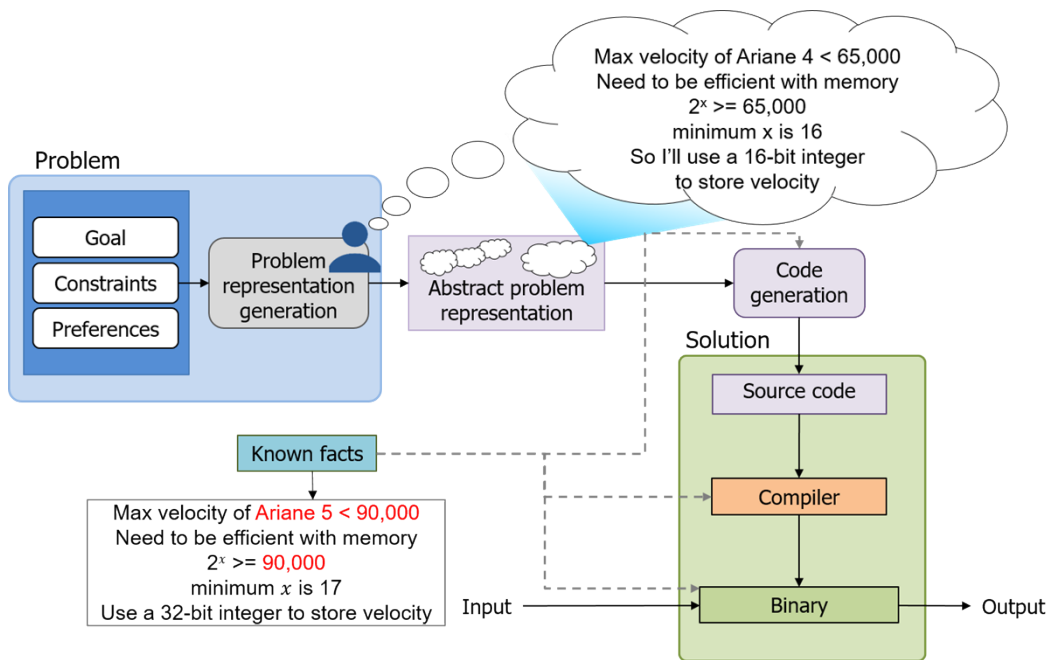 Max velocity of Ariane 4 < 65,000
Need to be efficient with memory
2ˣ >= 65,000
minimum x is 16
So I'll use a 16-bit integer
to store velocity
Problem
Goal
Constraints
Preferences
Problem
representation
generation
Abstract problem
representation
Code
generation
Solution
Source code
Known facts
Compiler
Max velocity of Ariane 5 < 90,000
Need to be efficient with memory
2ˣ >= 90,000
minimum x is 17
Use a 32-bit integer to store velocity
Input
Binary
Output